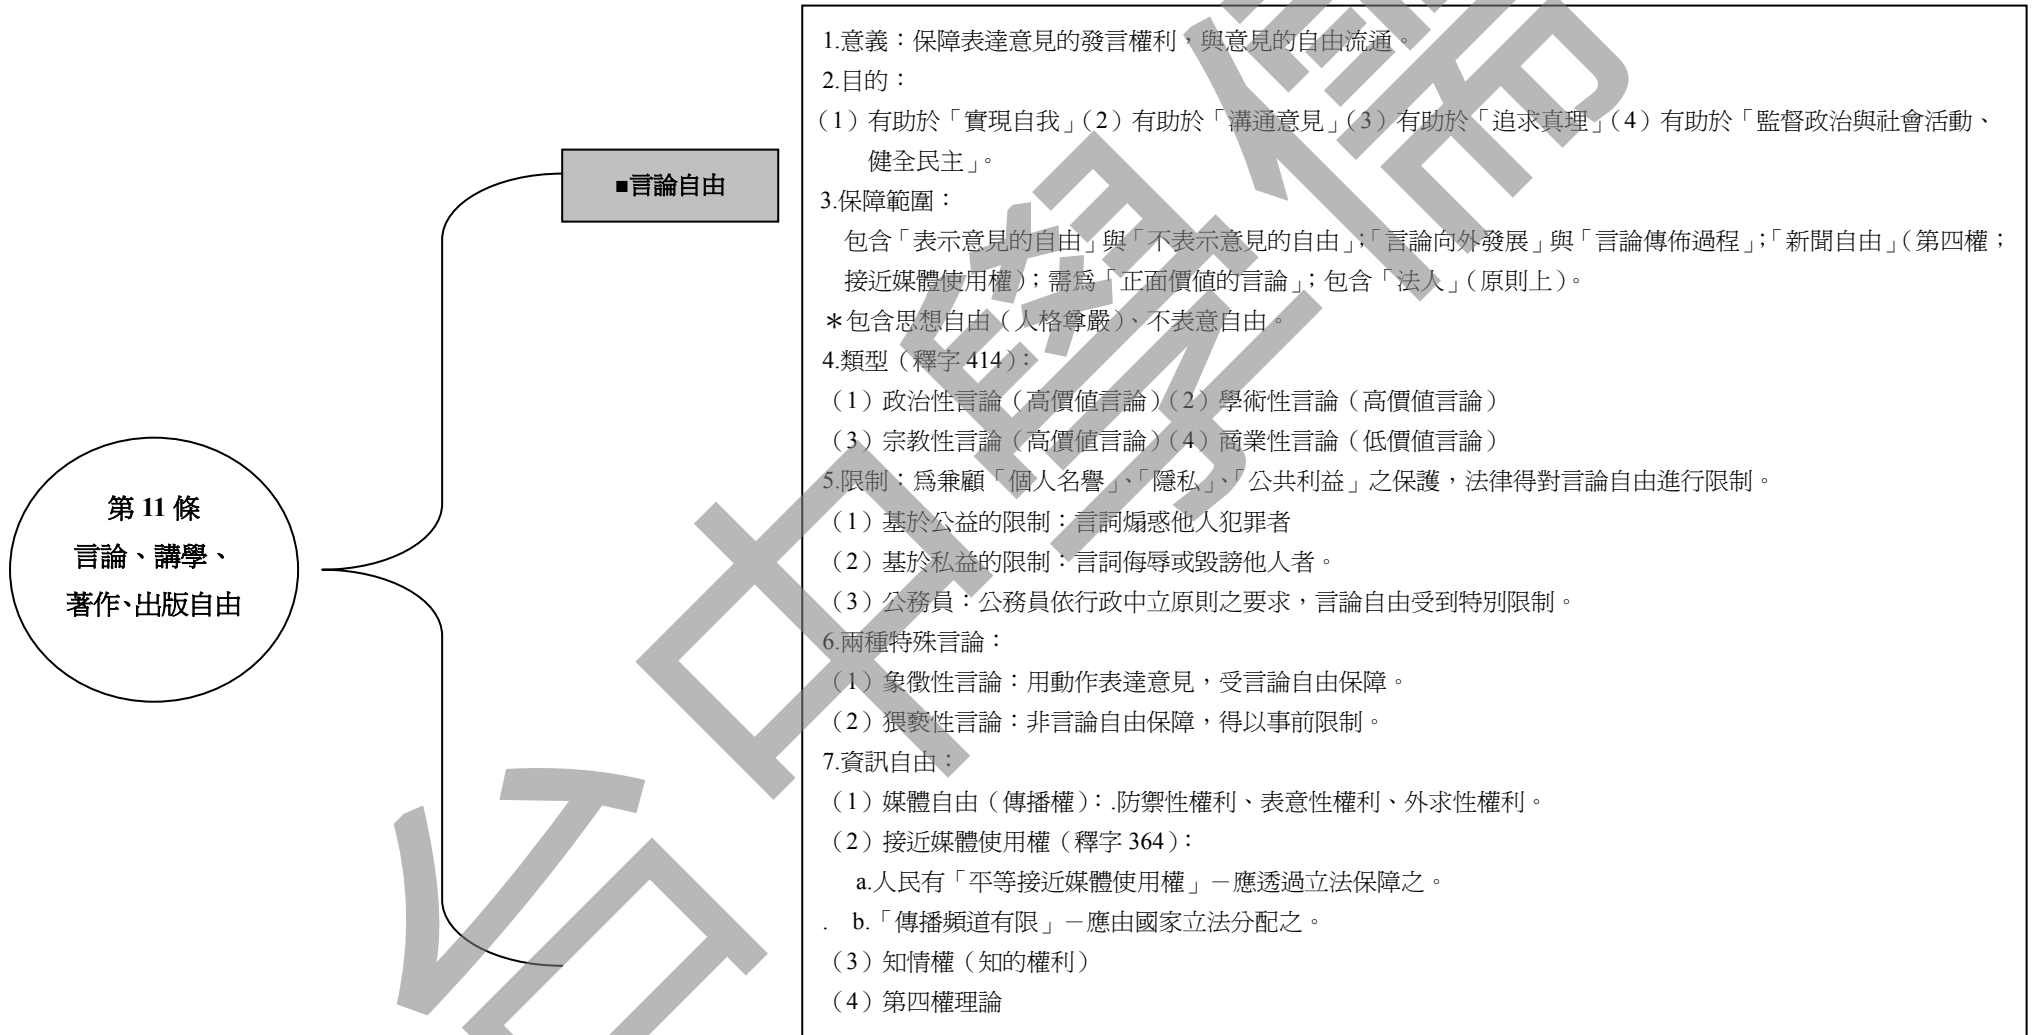 第 11 條
言論、講學、
著作、出版自由
■言論自由
1.意義：保障表達意見的發言權利，與意見的自由流通。
2.目的：
（1）有助於「實現自我」（2）有助於「溝通意見」（3）有助於「追求真理」（4）有助於「監督政治與社會活動、
健全民主」。
3.保障範圍：
包含「表示意見的自由」與「不表示意見的自由」；「言論向外發展」與「言論傳佈過程」；「新聞自由」（第四權；
接近媒體使用權）；需為「正面價值的言論」；包含「法人」（原則上）。
＊包含思想自由（人格尊嚴）、不表意自由。
4.類型（釋字 414）：
（1）政治性言論（高價值言論）（2）學術性言論（高價值言論）
（3）宗教性言論（高價值言論）（4）商業性言論（低價值言論）
5.限制：為兼顧「個人名譽」、「隱私」、「公共利益」之保護，法律得對言論自由進行限制。
（1）基於公益的限制：言詞煽惑他人犯罪者
（2）基於私益的限制：言詞侮辱或毀謗他人者。
（3）公務員：公務員依行政中立原則之要求，言論自由受到特別限制。
6.兩種特殊言論：
（1）象徵性言論：用動作表達意見，受言論自由保障。
（2）猥褻性言論：非言論自由保障，得以事前限制。
7.資訊自由：
（1）媒體自由（傳播權）：.防禦性權利、表意性權利、外求性權利。
（2）接近媒體使用權（釋字 364）：
a.人民有「平等接近媒體使用權」－應透過立法保障之。
. b.「傳播頻道有限」－應由國家立法分配之。
（3）知情權（知的權利）
（4）第四權理論
台中學儒